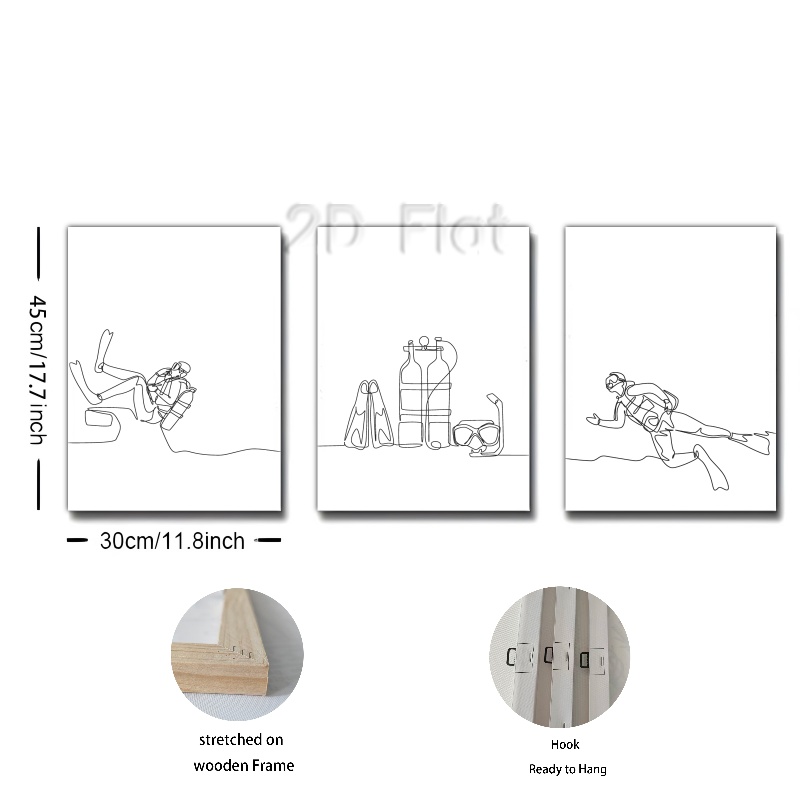 2D Flat
45cm/17.7inch
30cm/11.8inch
stretched on
wooden Frame
Hook
Ready to Hang